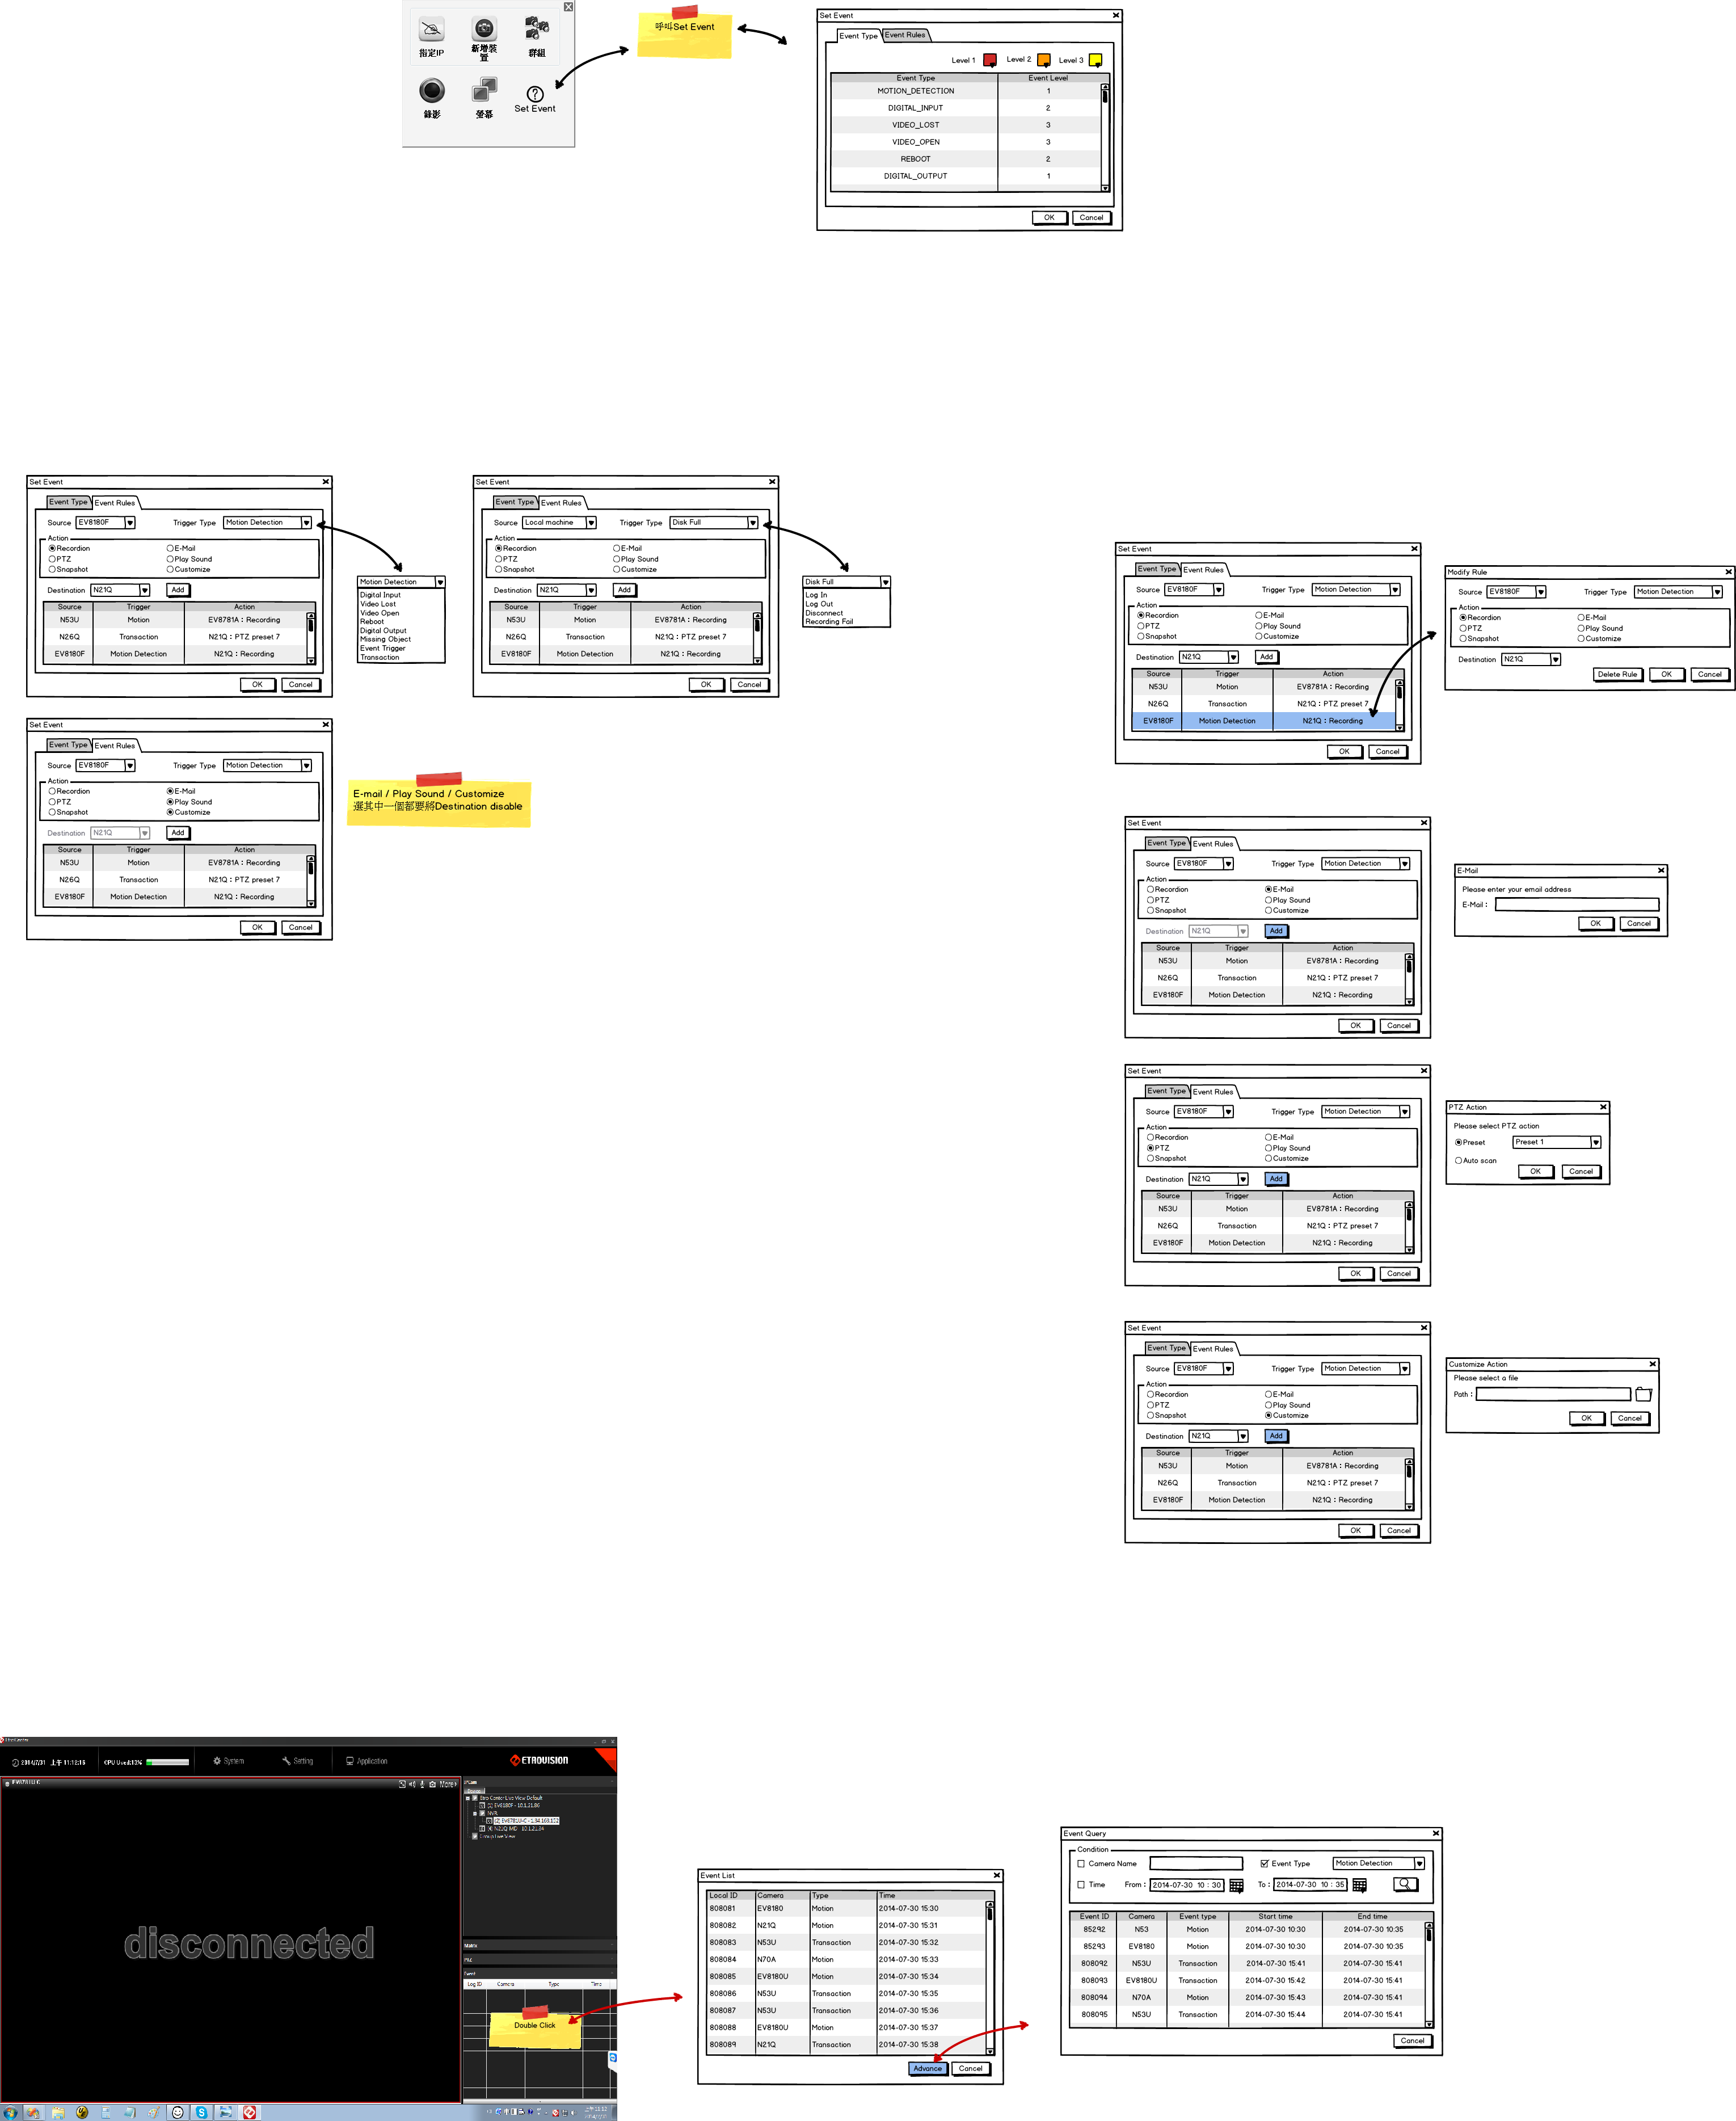 指定IP
新增裝置
群組
錄影
螢幕
Set Event
呼叫Set Event
Set Event
Event Type Event Rules
Level 1 Level 2 Level 3
Event Type Event Level
MOTION_DETECTION 1
DIGITAL_INPUT 2
VIDEO_LOST 3
VIDEO_OPEN 3
REBOOT 2
DIGITAL_OUTPUT 1
OK Cancel
Set Event
Event Type Event Rules
Source EV8180F Trigger Type Motion Detection
Action
Recordion E-Mail
PTZ Play Sound
Snapshot Customize
Destination N21Q Add
Source Trigger Action
N53U Motion EV8781A : Recording
N26Q Transaction N21Q : PTZ preset 7
EV8180F Motion Detection N21Q : Recording
OK Cancel
Motion Detection
Digital Input
Video Lost
Video Open
Reboot
Digital Output
Missing Object
Event Trigger
Transaction
Set Event
Event Type Event Rules
Source Local machine Trigger Type Disk Full
Action
Recordion E-Mail
PTZ Play Sound
Snapshot Customize
Destination N21Q Add
Source Trigger Action
N53U Motion EV8781A : Recording
N26Q Transaction N21Q : PTZ preset 7
EV8180F Motion Detection N21Q : Recording
OK Cancel
Disk Full
Log In
Log Out
Disconnect
Recording Fail
Set Event
Event Type Event Rules
Source EV8180F Trigger Type Motion Detection
Action
Recordion E-Mail
PTZ Play Sound
Snapshot Customize
Destination N21Q Add
Source Trigger Action
N53U Motion EV8781A : Recording
N26Q Transaction N21Q : PTZ preset 7
EV8180F Motion Detection N21Q : Recording
OK Cancel
E-mail / Play Sound / Customize
選其中一個都要將Destination disable
Set Event
Event Type Event Rules
Source EV8180F Trigger Type Motion Detection
Action
Recordion E-Mail
PTZ Play Sound
Snapshot Customize
Destination N21Q Add
Source Trigger Action
N53U Motion EV8781A : Recording
N26Q Transaction N21Q : PTZ preset 7
EV8180F Motion Detection N21Q : Recording
OK Cancel
Modify Rule
Source EV8180F Trigger Type Motion Detection
Action
Recordion E-Mail
PTZ Play Sound
Snapshot Customize
Destination N21Q
Delete Rule OK Cancel
Set Event
Event Type Event Rules
Source EV8180F Trigger Type Motion Detection
Action
Recordion E-Mail
PTZ Play Sound
Snapshot Customize
Destination N21Q Add
Source Trigger Action
N53U Motion EV8781A : Recording
N26Q Transaction N21Q : PTZ preset 7
EV8180F Motion Detection N21Q : Recording
OK Cancel
E-Mail
Please enter your email address
E-Mail :
OK Cancel
Set Event
Event Type Event Rules
Source EV8180F Trigger Type Motion Detection
Action
Recordion E-Mail
PTZ Play Sound
Snapshot Customize
Destination N21Q Add
Source Trigger Action
N53U Motion EV8781A : Recording
N26Q Transaction N21Q : PTZ preset 7
EV8180F Motion Detection N21Q : Recording
OK Cancel
PTZ Action
Please select PTZ action
Preset Preset 1
Auto scan
OK Cancel
Set Event
Event Type Event Rules
Source EV8180F Trigger Type Motion Detection
Action
Recordion E-Mail
PTZ Play Sound
Snapshot Customize
Destination N21Q Add
Source Trigger Action
N53U Motion EV8781A : Recording
N26Q Transaction N21Q : PTZ preset 7
EV8180F Motion Detection N21Q : Recording
OK Cancel
Customize Action
Please select a file
Path :
OK Cancel
2014/7/31 上午 11:12:15 CPU Used:13% System Setting Application ETROVISION
More
Etro Center Live View Default
EV8180F - 10.1.21.86
Group Live View
disconnected
Matrix
PTZ
Event
Log ID Camera Type Time
Double Click
Event List
Local ID Camera Type Time
808081 EV8180 Motion 2014-07-30 15:30
808082 N21Q Motion 2014-07-30 15:31
808083 N53U Transaction 2014-07-30 15:32
808084 N70A Motion 2014-07-30 15:33
808085 EV8180U Motion 2014-07-30 15:34
808086 N53U Transaction 2014-07-30 15:35
808087 N53U Transaction 2014-07-30 15:36
808088 EV8180U Motion 2014-07-30 15:37
808089 N21Q Transaction 2014-07-30 15:38
Advance Cancel
Event Query
Condition
Camera Name Event Type Motion Detection
Time From : 2014-07-30 10 : 30 To : 2014-07-30 10 : 35
Event ID Camera Event type Start time End time
85292 N53 Motion 2014-07-30 10:30 2014-07-30 10:35
85293 EV8180 Motion 2014-07-30 10:30 2014-07-30 10:35
808092 N53U Transaction 2014-07-30 15:41 2014-07-30 15:41
808093 EV8180U Transaction 2014-07-30 15:42 2014-07-30 15:41
808094 N70A Motion 2014-07-30 15:43 2014-07-30 15:41
808095 N53U Transaction 2014-07-30 15:44 2014-07-30 15:41
Cancel